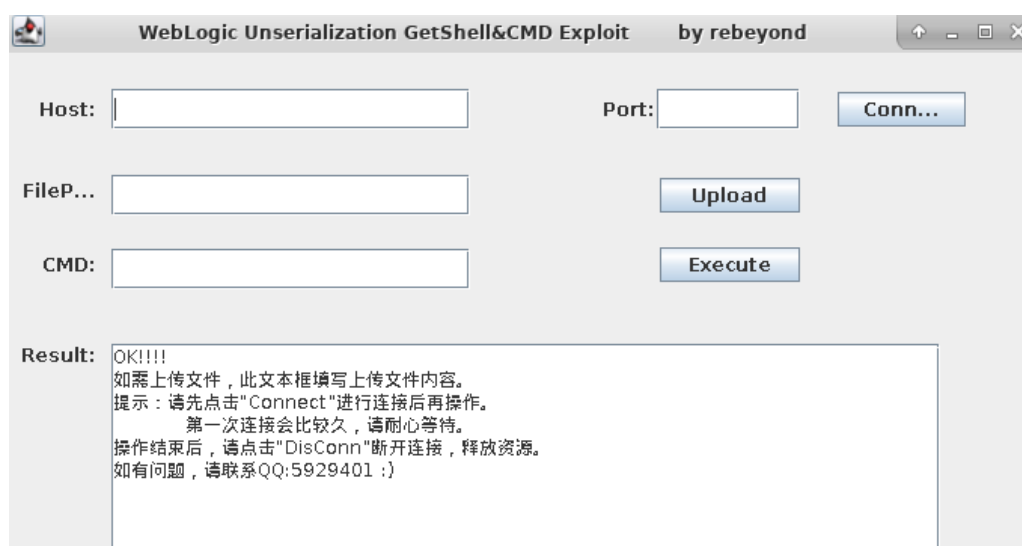 WebLogic Unserialization GetShell&CMD Exploit by rebeyond
Host:
Port:
Conn...
FileP...
Upload
CMD:
Execute
Result:
OK!!!!
如需上传文件，此文本框填写上传文件内容。
提示：请先点击"Connect"进行连接后再操作。
第一次连接会比较久，请耐心等待。
操作结束后，请点击"DisConn"断开连接，释放资源。
如有问题，请联系QQ:5929401 :)